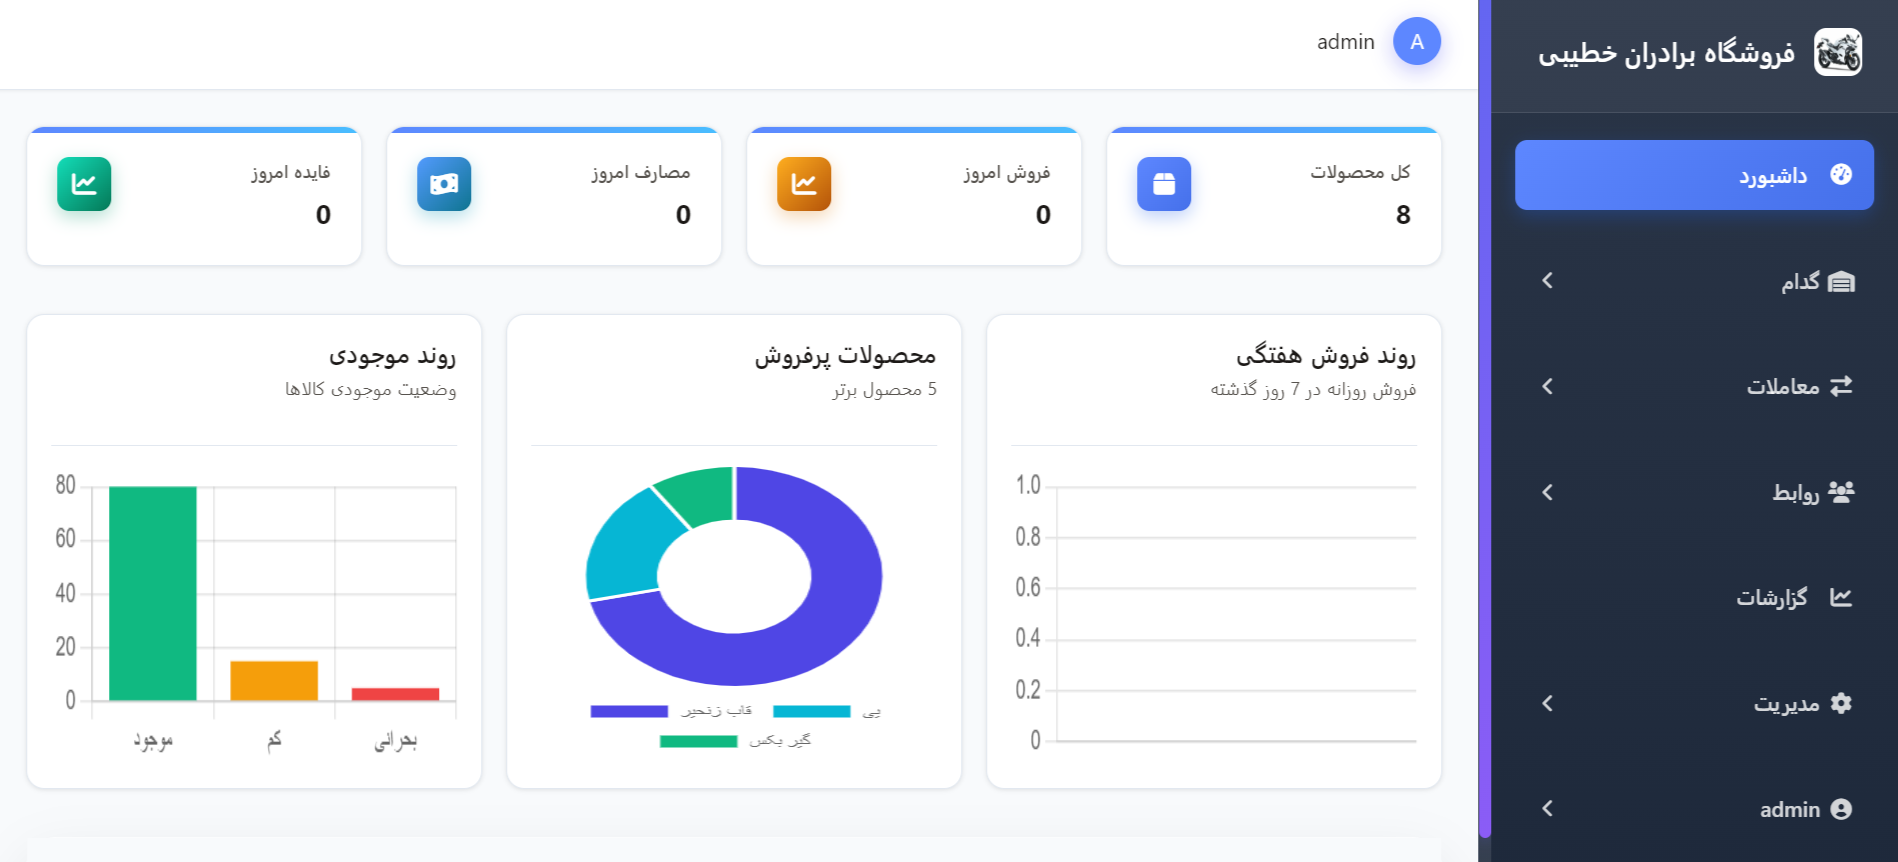 فروشگاه برادران خطیبی
داشبورد
گدام
معاملات
روابط
گزارشات
مدیریت
admin
A
admin
کل محصولات
8
فروش امروز
0
مصارف امروز
0
فایده امروز
0
روند فروش هفتگی
فروش روزانه در 7 روز گذشته
1.0
0.8
0.6
0.4
0.2
0
محصولات پرفروش
5 محصول برتر
قاب زنجیر
گیر بکس
روند موجودی
وضعیت موجودی کالاها
80
60
40
20
0
موجود
کم
بحرانی